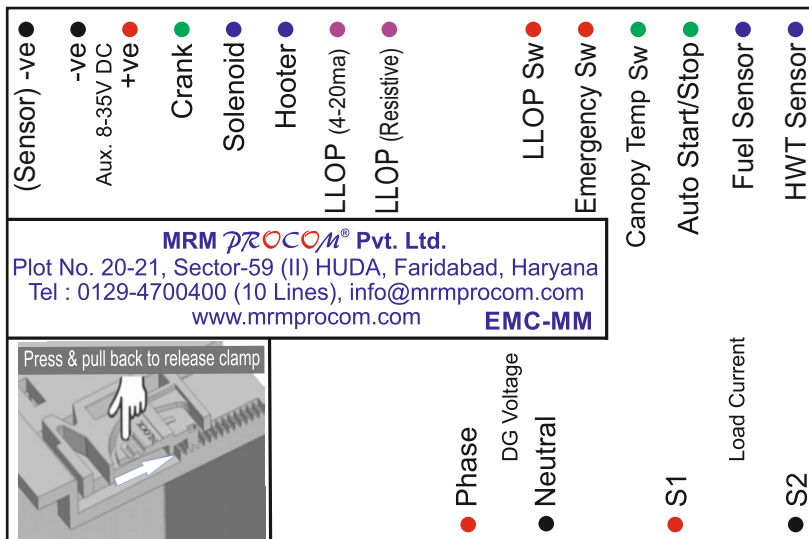 (Sensor) -ve
-ve
Aux. 8-35V DC
+ve
Crank
Solenoid
Hooter
LLOP (4-20ma)
LLOP (Resistive)
LLOP Sw
Emergency Sw
Canopy Temp Sw
Auto Start/Stop
Fuel Sensor
HWT Sensor
MRM PROCOM® Pvt. Ltd.
Plot No. 20-21, Sector-59 (II) HUDA, Faridabad, Haryana
Tel : 0129-4700400 (10 Lines), info@mrmprocom.com
www.mrmprocom.com EMC-MM
Press & pull back to release clamp
Phase
DG Voltage
Neutral
S1
Load Current
S2